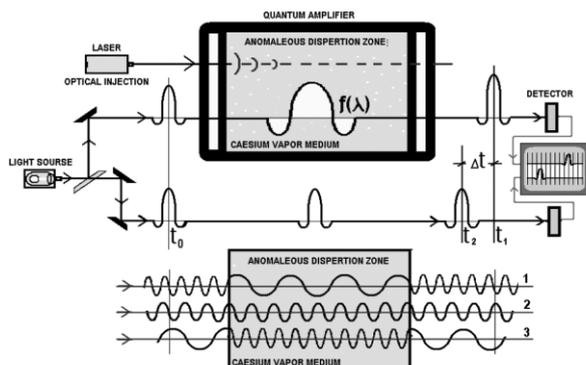 QUANTUM AMPLIFIER
LASER
OPTICAL INJECTION
ANOMALEOUS DISPERTION ZONE
f(λ)
CAESIUM VAPOR MEDIUM
DETECTOR
LIGHT SOURSE
Δt
t0
t2
t1
ANOMALEOUS DISPERTION ZONE
1
2
3
CAESIUM VAPOR MEDIUM